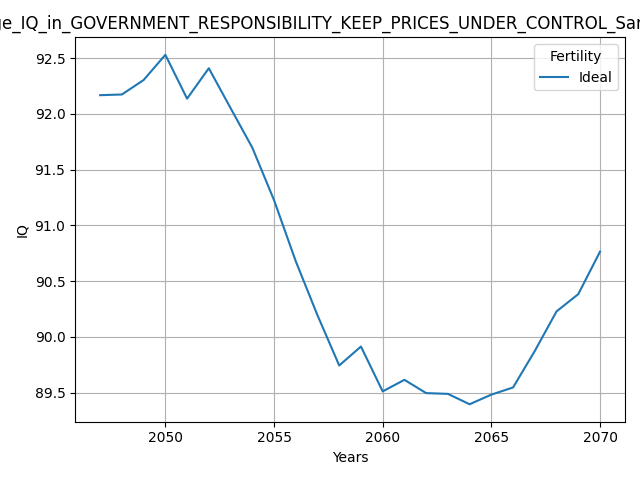 ge_IQ_in_GOVERNMENT_RESPONSIBILITY_KEEP_PRICES_UNDER_CONTROL_Sa
Fertility
Ideal
92.5
92.0
91.5
91.0
90.5
90.0
89.5
IQ
2050 2055 2060 2065 2070
Years